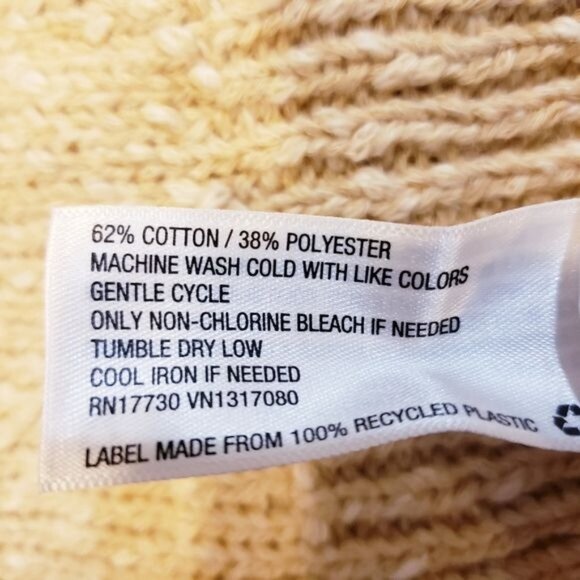 62% COTTON / 38% POLYESTER
MACHINE WASH COLD WITH LIKE COLORS
GENTLE CYCLE
ONLY NON-CHLORINE BLEACH IF NEEDED
TUMBLE DRY LOW
COOL IRON IF NEEDED
RN17730 VN1317080
LABEL MADE FROM 100% RECYCLED PLASTIC